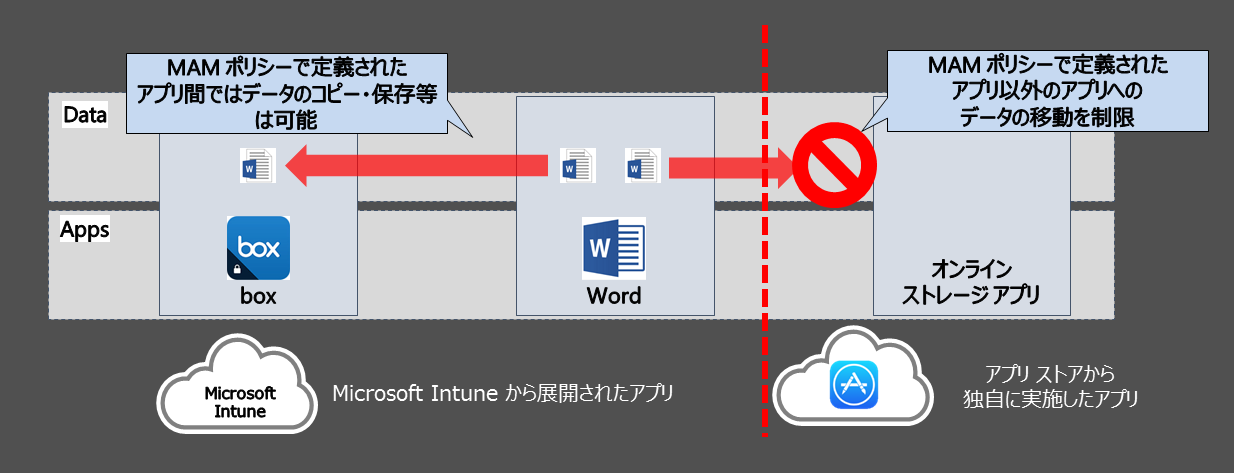 MAM ポリシーで定義された
アプリ間ではデータのコピー・保存等
は可能
MAM ポリシーで定義された
アプリ以外のアプリへの
データの移動を制限
Data
W
W
W
Apps
box
W
box
Word
オンライン
ストレージ アプリ
Microsoft
Intune
Microsoft Intune から展開されたアプリ
アプリ ストアから
独自に実施したアプリ